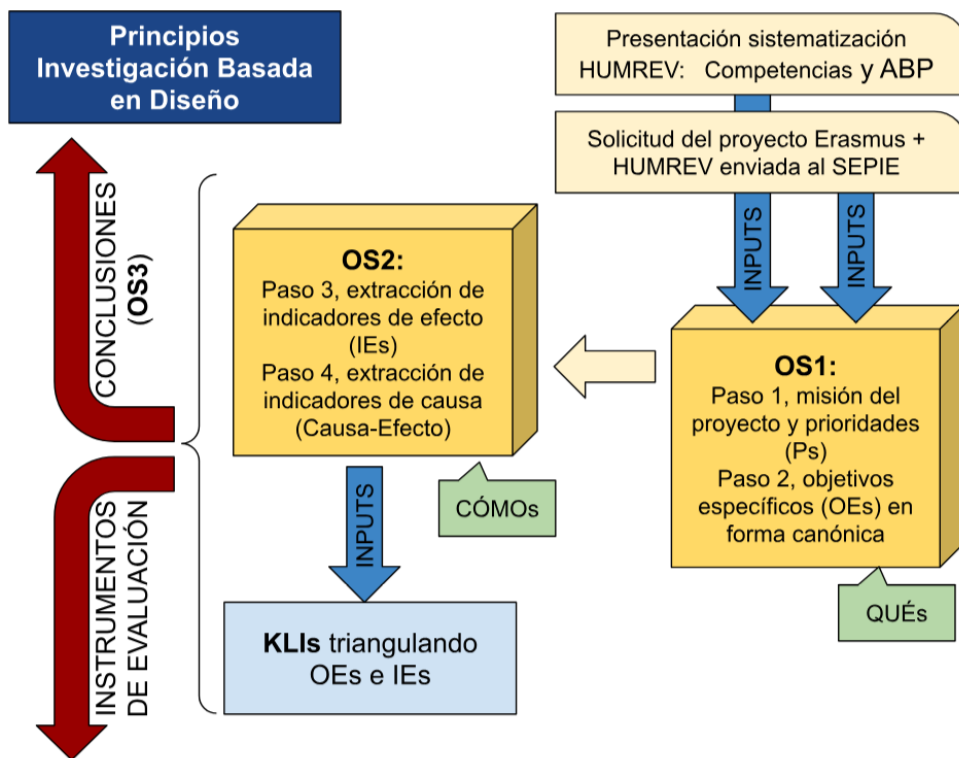 Principios
Investigación Basada
en Diseño
Presentación sistematización
HUMREV: Competencias y ABP
Solicitud del proyecto Erasmus +
HUMREV enviada al SEPIE
INPUTS
INPUTS
CONCLUSIONES
(OS3)
OS2:
Paso 3, extracción de
indicadores de efecto
(IEs)
Paso 4, extracción de
indicadores de causa
(Causa-Efecto)
OS1:
Paso 1, misión del
proyecto y prioridades
(Ps)
Paso 2, objetivos
específicos (OEs) en
forma canónica
CÓMOs
QUÉs
INPUTS
INSTRUMENTOS
DE EVALUACIÓN
KLIs triangulando
OEs e IEs